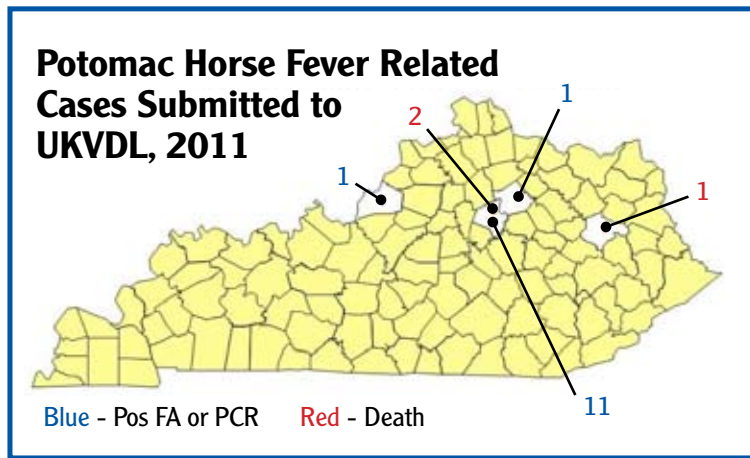 Potomac Horse Fever Related
Cases Submitted to
UKVDL, 2011
1
2
1
1
11
Blue - Pos FA or PCR Red - Death